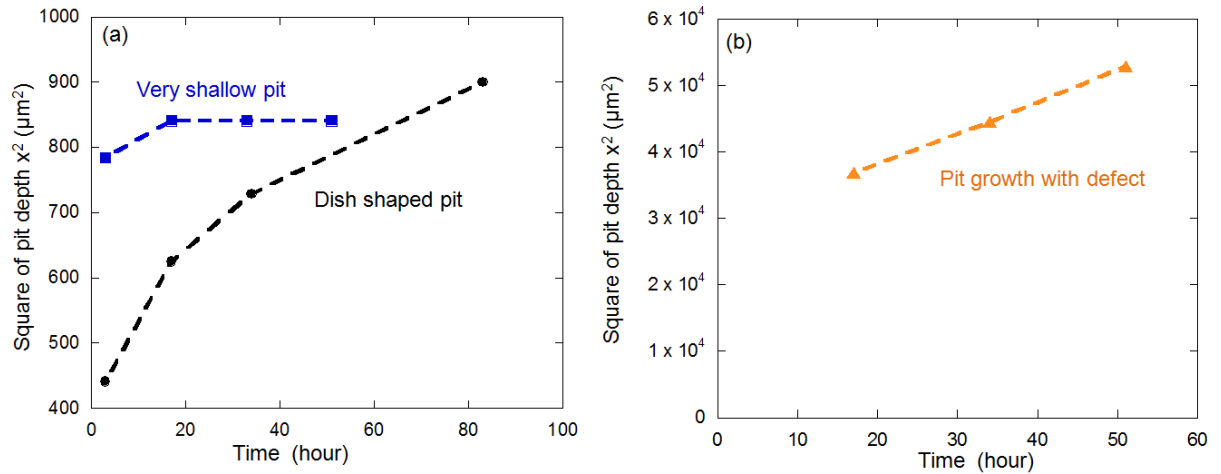 (a)
Square of pit depth x² (µm²)
1000
900
800
700
600
500
400
Very shallow pit
Dish shaped pit
0 20 40 60 80 100
Time (hour)
(b)
Square of pit depth x² (µm²)
6 x 10⁴
5 x 10⁴
4 x 10⁴
3 x 10⁴
2 x 10⁴
1 x 10⁴
0
Pit growth with defect
0 10 20 30 40 50 60
Time (hour)